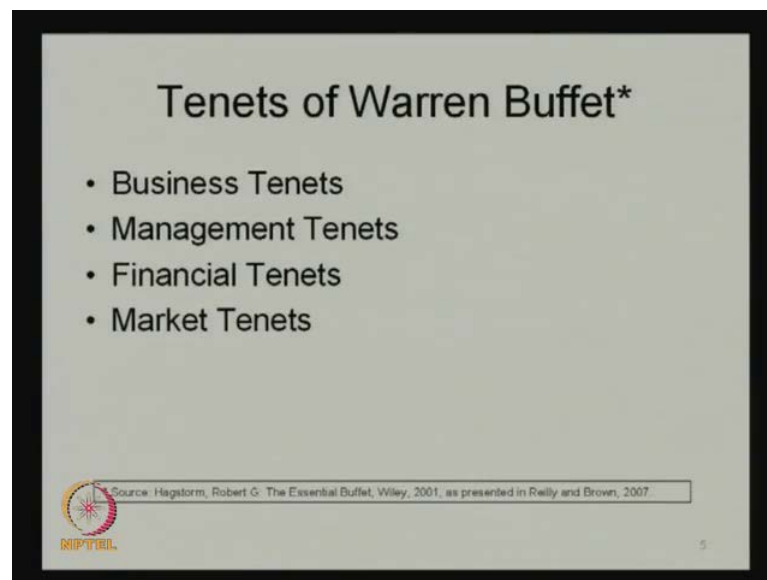 Tenets of Warren Buffet*
• Business Tenets
• Management Tenets
• Financial Tenets
• Market Tenets
Source: Hagstorm, Robert G. The Essential Buffet, Wiley, 2001, as presented in Reilly and Brown, 2007.
NPTEL
5